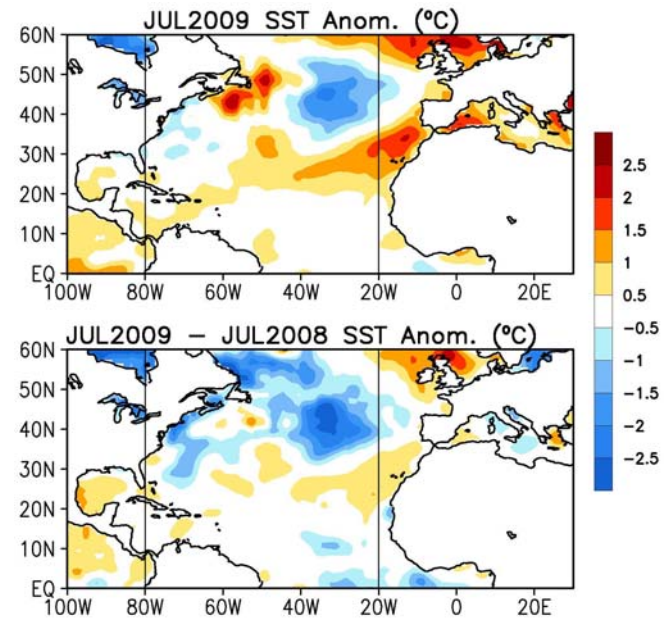 JUL2009 SST Anom. (ºC)
60N
50N
40N
30N
20N
10N
EQ
100W 80W 60W 40W 20W 0 20E
JUL2009 – JUL2008 SST Anom. (ºC)
60N
50N
40N
30N
20N
10N
EQ
100W 80W 60W 40W 20W 0 20E
2.5
2
1.5
1
0.5
-0.5
-1
-1.5
-2
-2.5